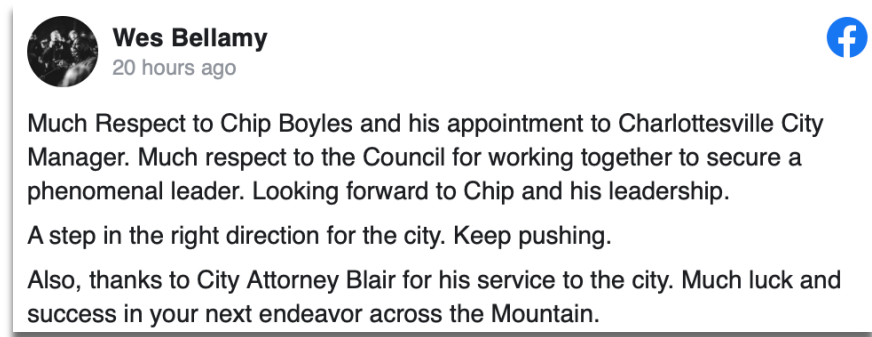 Wes Bellamy
20 hours ago
Much Respect to Chip Boyles and his appointment to Charlottesville City
Manager. Much respect to the Council for working together to secure a
phenomenal leader. Looking forward to Chip and his leadership.
A step in the right direction for the city. Keep pushing.
Also, thanks to City Attorney Blair for his service to the city. Much luck and
success in your next endeavor across the Mountain.